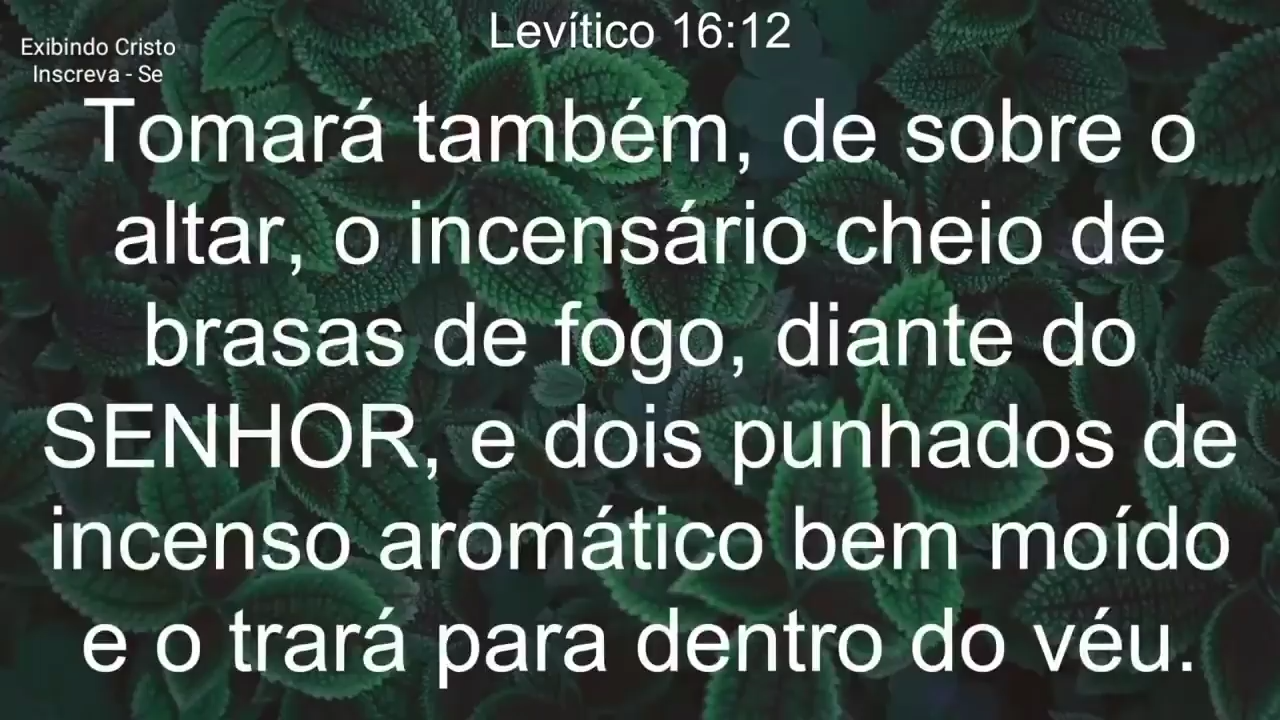 Levítico 16:12
Exibindo Cristo
Inscreva - Se
Tomará também, de sobre o
altar, o incensário cheio de
brasas de fogo, diante do
SENHOR, e dois punhados de
incenso aromático bem moído
e o trará para dentro do véu.